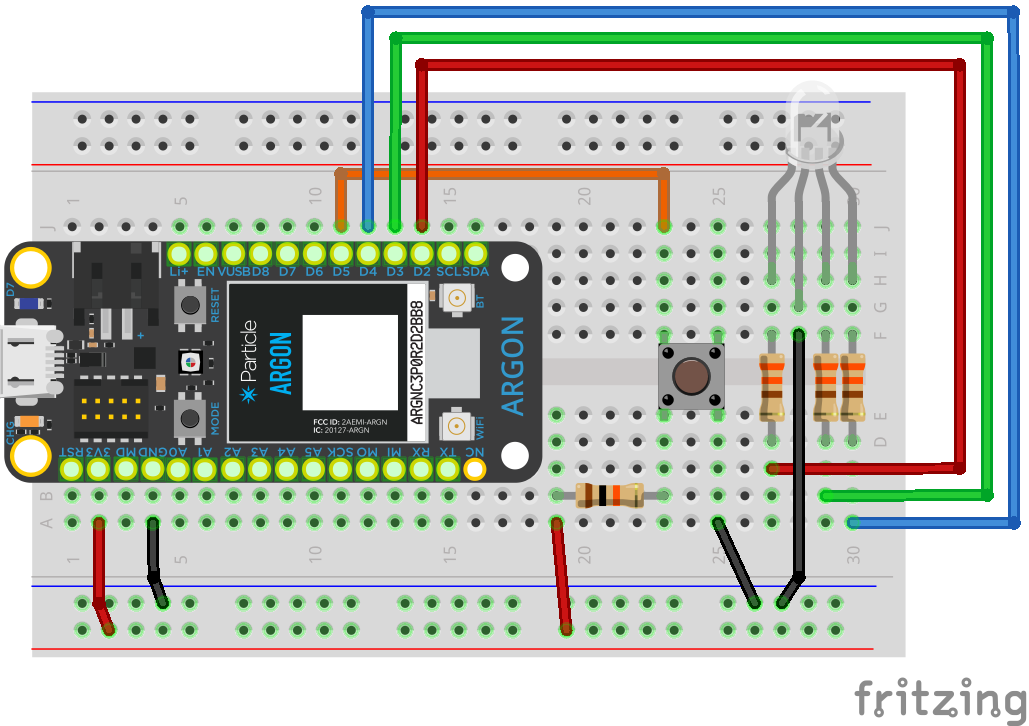 1 5 10 15 20 25 30
J J
I
H
G
F
Li+ EN VUSB D8 D7 D6 D5 D4 D3 D2 SCL SDA
D7
RESET
BT
+
Particle
ARGON
ARGNC3P0R2D2BB8
ARGON
FCC ID: 2AEMI-ARGN
IC: 20127-ARGN
MODE
WiFi
CHG
RST 3V3 MD GND A0 A1 A2 A3 A4 A5 SCK MO MI RX TX NC
E
D
B B
A A
1 5 10 15 20 25 30
fritzing